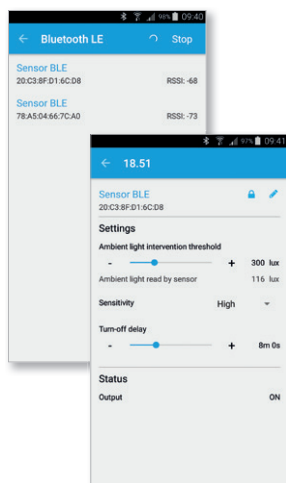 98% 09:40
← Bluetooth LE Stop
Sensor BLE
20:C3:8F:D1:6C:D8 RSSI: -68
Sensor BLE
78:A5:04:66:7C:A0 RSSI: -73
97% 09:41
← 18.51
Sensor BLE
20:C3:8F:D1:6C:D8
Settings
Ambient light intervention threshold
- + 300 lux
Ambient light read by sensor 116 lux
Sensitivity High
Turn-off delay
- + 8m 0s
Status
Output ON